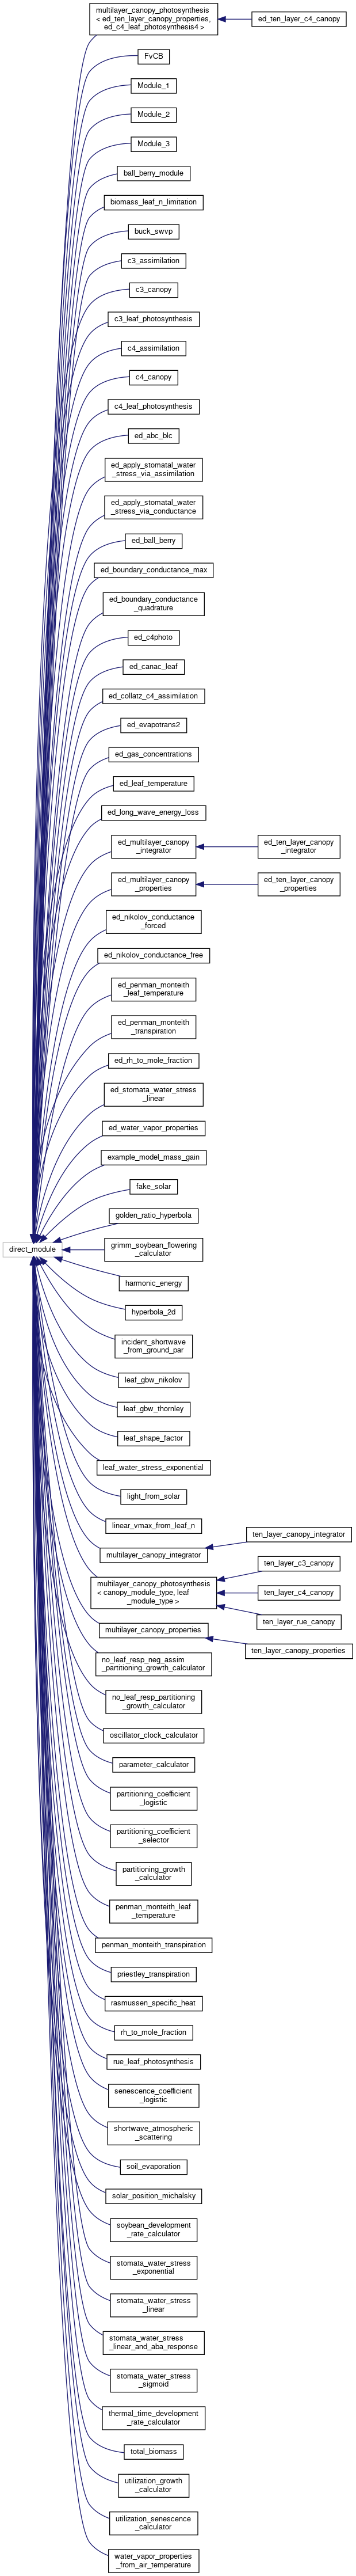 multilayer_canopy_photosynthesis
< ed_ten_layer_canopy_properties,
ed_c4_leaf_photosynthesis4 >
ed_ten_layer_c4_canopy
FvCB
Module_1
Module_2
Module_3
ball_berry_module
biomass_leaf_n_limitation
buck_swvp
c3_assimilation
c3_canopy
c3_leaf_photosynthesis
c4_assimilation
c4_canopy
c4_leaf_photosynthesis
ed_abc_blc
ed_apply_stomatal_water
_stress_via_assimilation
ed_apply_stomatal_water
_stress_via_conductance
ed_ball_berry
ed_boundary_conductance_max
ed_boundary_conductance
_quadrature
ed_c4photo
ed_canac_leaf
ed_collatz_c4_assimilation
ed_evapotrans2
ed_gas_concentrations
ed_leaf_temperature
ed_long_wave_energy_loss
ed_multilayer_canopy
_integrator
ed_ten_layer_canopy
_integrator
ed_multilayer_canopy
_properties
ed_ten_layer_canopy
_properties
ed_nikolov_conductance
_forced
ed_nikolov_conductance_free
ed_penman_monteith
_leaf_temperature
ed_penman_monteith
_transpiration
ed_rh_to_mole_fraction
ed_stomata_water_stress
_linear
ed_water_vapor_properties
example_model_mass_gain
fake_solar
golden_ratio_hyperbola
direct_module
grimm_soybean_flowering
_calculator
harmonic_energy
hyperbola_2d
incident_shortwave
_from_ground_par
leaf_gbw_nikolov
leaf_gbw_thornley
leaf_shape_factor
leaf_water_stress_exponential
light_from_solar
linear_vmax_from_leaf_n
multilayer_canopy_integrator
ten_layer_canopy_integrator
multilayer_canopy_photosynthesis
< canopy_module_type, leaf
_module_type >
ten_layer_c3_canopy
ten_layer_c4_canopy
ten_layer_rue_canopy
multilayer_canopy_properties
ten_layer_canopy_properties
no_leaf_resp_neg_assim
_partitioning_growth_calculator
no_leaf_resp_partitioning
_growth_calculator
oscillator_clock_calculator
parameter_calculator
partitioning_coefficient
_logistic
partitioning_coefficient
_selector
partitioning_growth
_calculator
penman_monteith_leaf
_temperature
penman_monteith_transpiration
priestley_transpiration
rasmussen_specific_heat
rh_to_mole_fraction
rue_leaf_photosynthesis
senescence_coefficient
_logistic
shortwave_atmospheric
_scattering
soil_evaporation
solar_position_michalsky
soybean_development
_rate_calculator
stomata_water_stress
_exponential
stomata_water_stress
_linear
stomata_water_stress
_linear_and_aba_response
stomata_water_stress
_sigmoid
thermal_time_development
_rate_calculator
total_biomass
utilization_growth
_calculator
utilization_senescence
_calculator
water_vapor_properties
_from_air_temperature